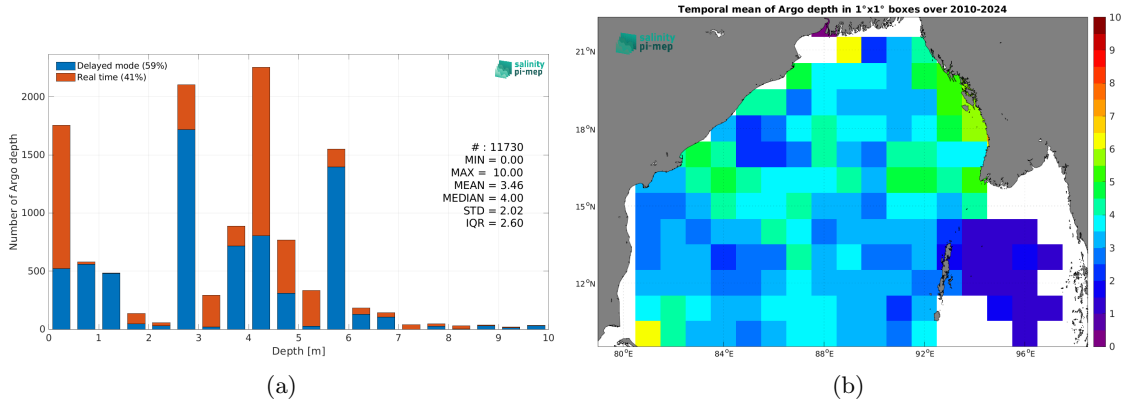 salinity
pi-mep
Delayed mode (59%)
Real time (41%)
# : 11730
MIN = 0.00
MAX = 10.00
MEAN = 3.46
MEDIAN = 4.00
STD = 2.02
IQR = 2.60
Number of Argo depth
2000
1500
1000
500
0
0 1 2 3 4 5 6 7 8 9 10
Depth [m]
(a)
Temporal mean of Argo depth in 1°x1° boxes over 2010-2024
salinity
pi-mep
21°N
18°N
15°N
12°N
80°E 84°E 88°E 92°E 96°E
10
9
8
7
6
5
4
3
2
1
0
(b)